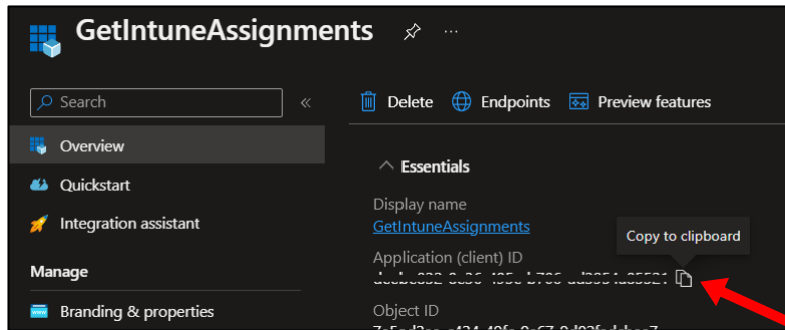 GetIntuneAssignments
Search
Delete
Endpoints
Preview features
Overview
Essentials
Quickstart
Display name
GetIntuneAssignments
Integration assistant
Copy to clipboard
Application (client) ID
Manage
Branding & properties
Object ID